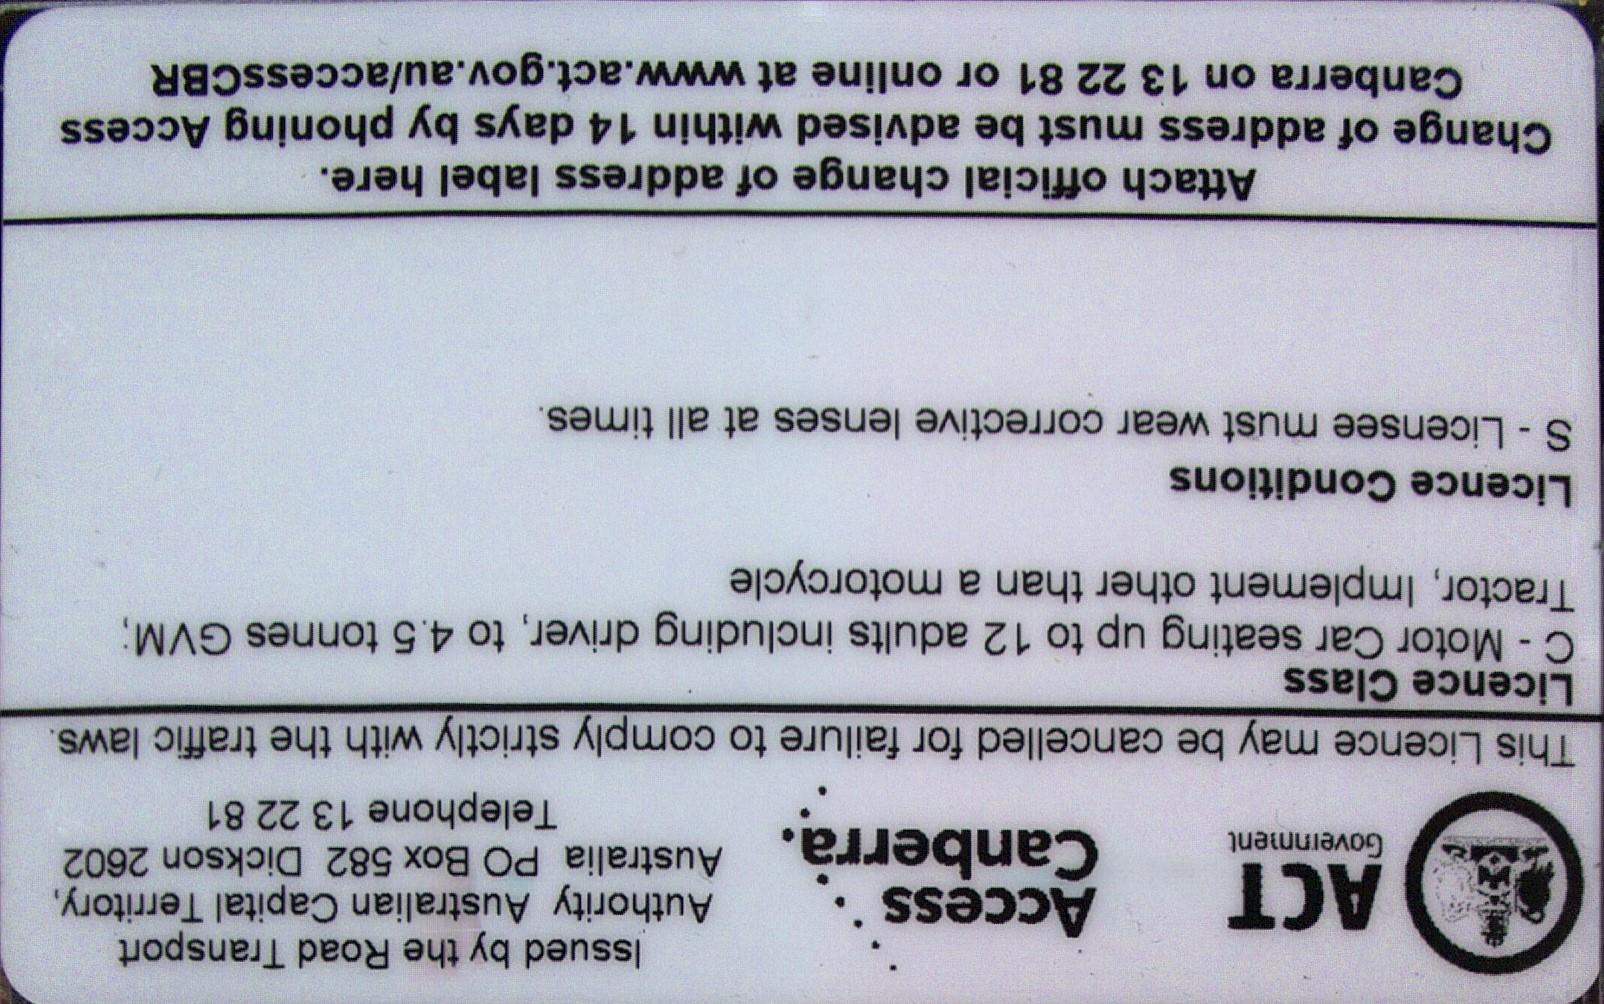 ACT
Government
Access
Canberra.
Issued by the Road Transport
Authority Australian Capital Territory,
Australia PO Box 582 Dickson 2602
Telephone 13 22 81
This Licence may be cancelled for failure to comply strictly with the traffic laws.
Licence Class
C - Motor Car seating up to 12 adults including driver, to 4.5 tonnes GVM;
Tractor, Implement other than a motorcycle
Licence Conditions
S - Licensee must wear corrective lenses at all times.
Attach official change of address label here.
Change of address must be advised within 14 days by phoning Access
Canberra on 13 22 81 or online at www.act.gov.au/accessCBR